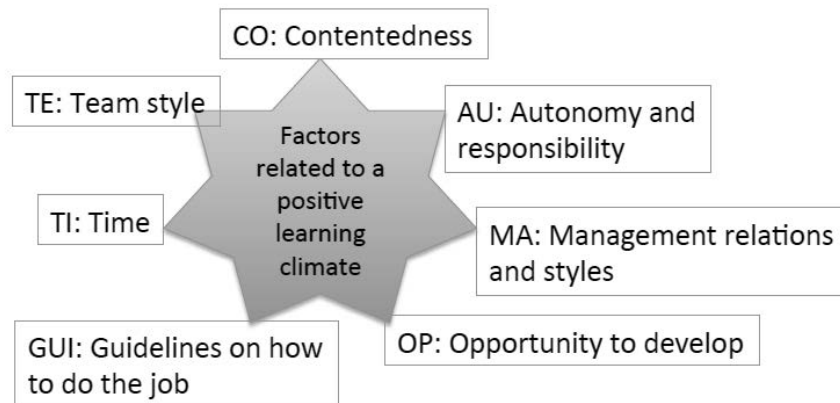 CO: Contentedness
TE: Team style
AU: Autonomy and
responsibility
Factors
related to a
positive
learning
climate
TI: Time
MA: Management relations
and styles
GUI: Guidelines on how
to do the job
OP: Opportunity to develop